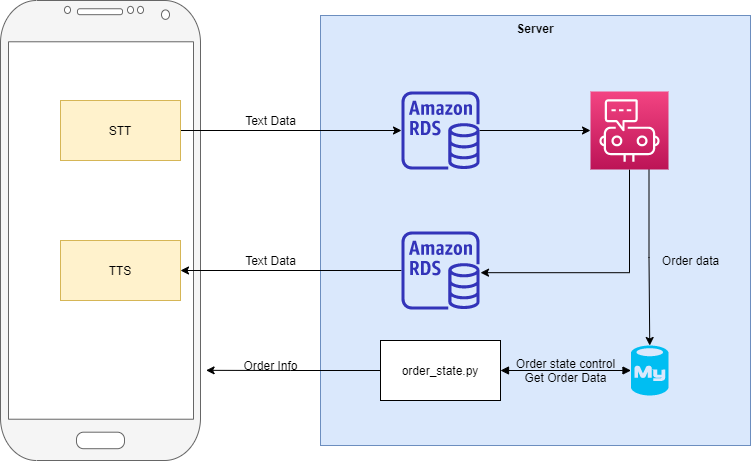 Server
STT
Text Data
Amazon
RDS
TTS
Text Data
Amazon
RDS
Order data
Order Info
order_state.py
Order state control
Get Order Data
My